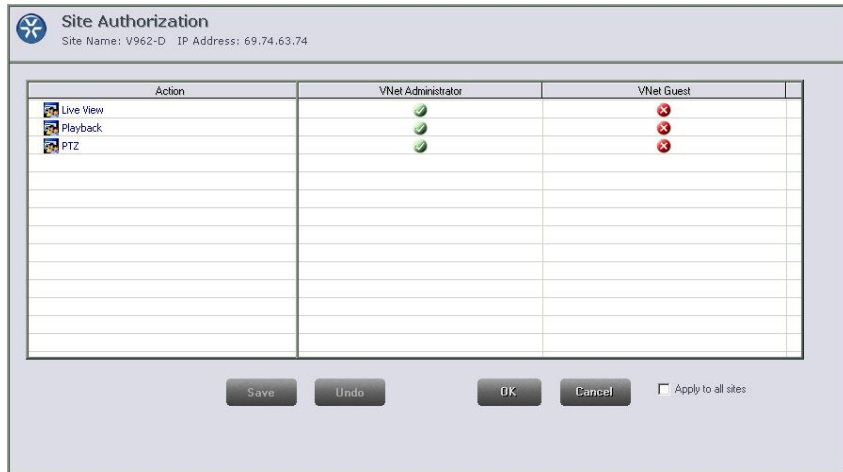 Site Authorization
Site Name: V962-D IP Address: 69.74.63.74
Action VNet Administrator VNet Guest
Live View
Playback
PTZ
Save Undo OK Cancel Apply to all sites